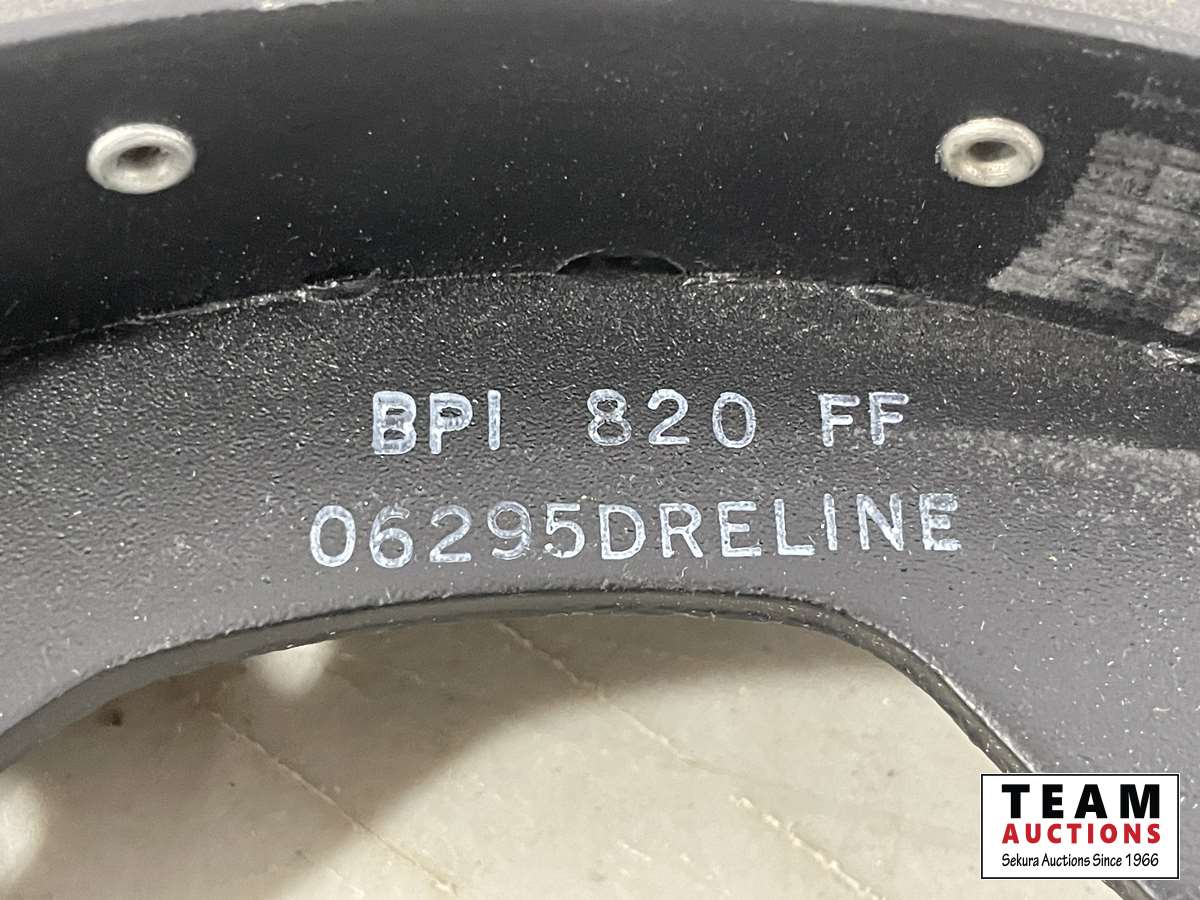 BPI 820 FF
06295DRELINE
TEAM
AUCTIONS
Sekura Auctions Since 1966